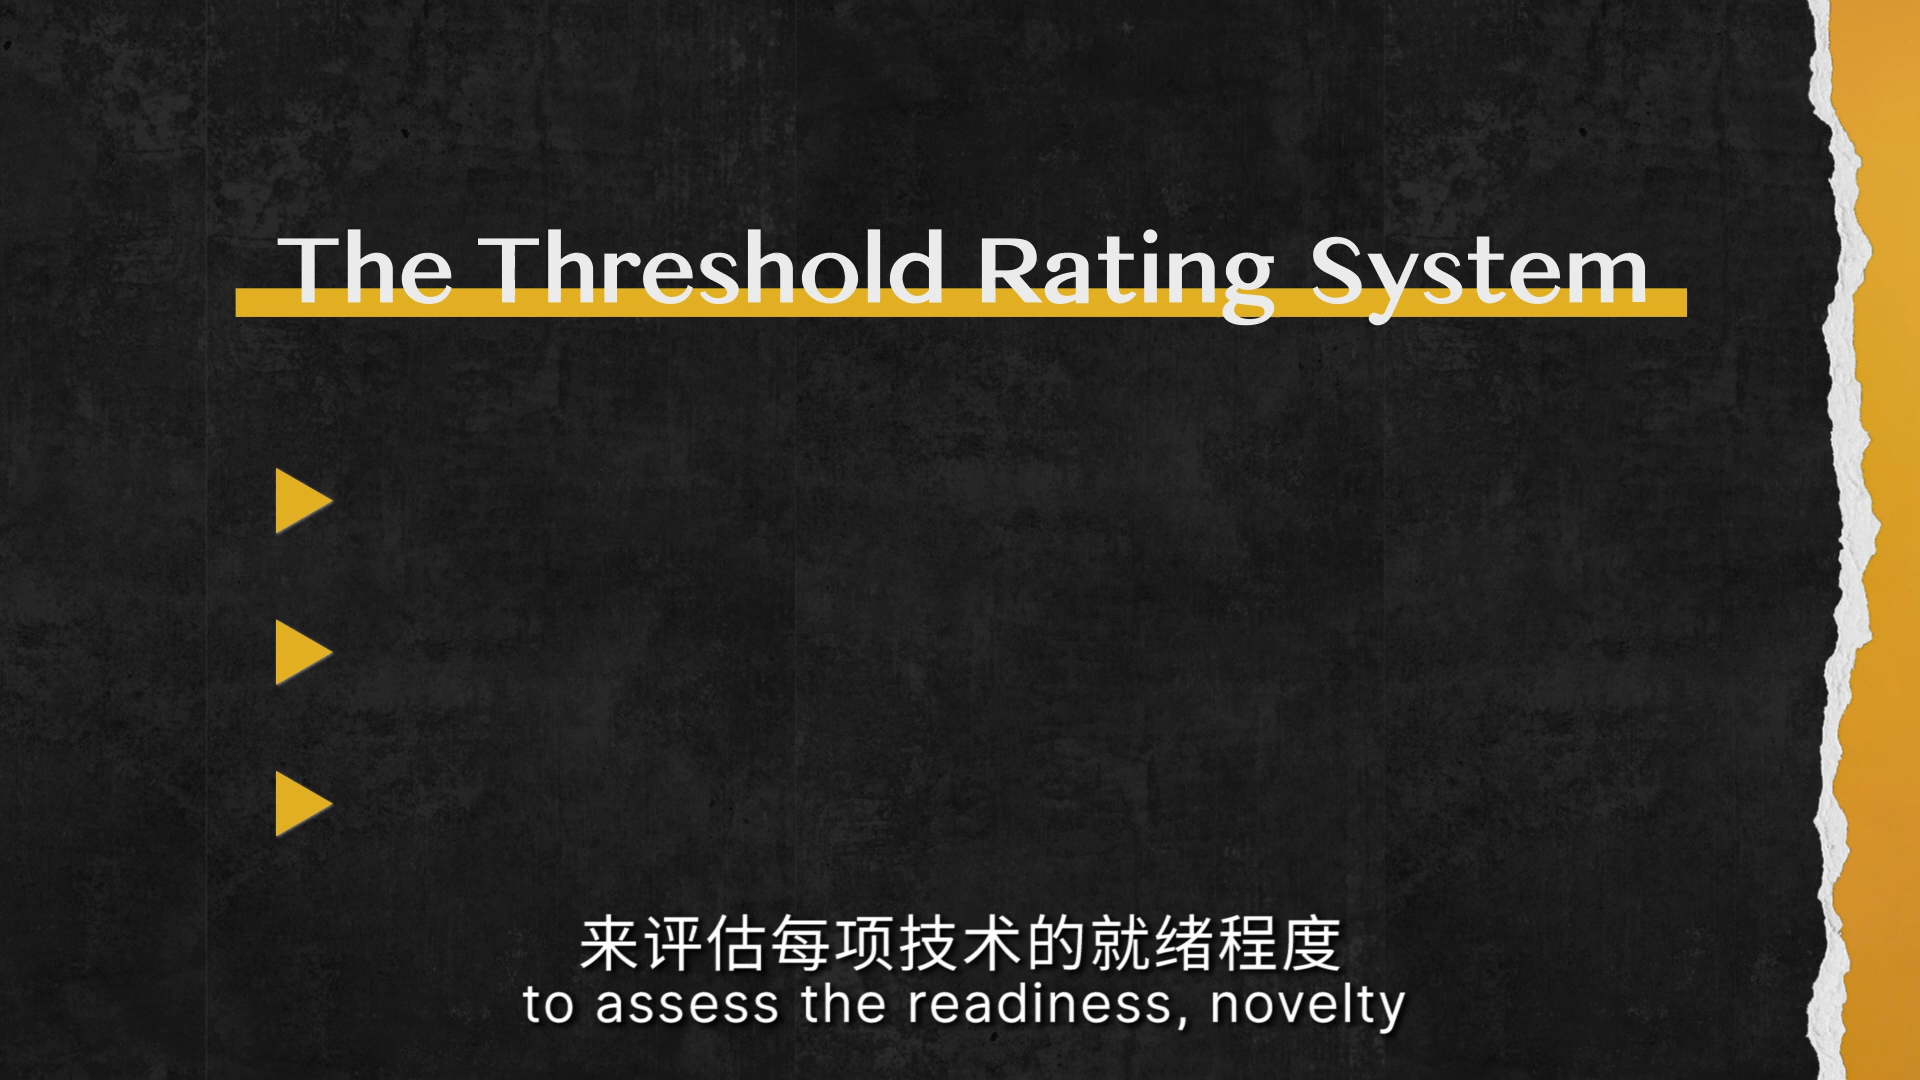 The Threshold Rating System
来评估每项技术的就绪程度
to assess the readiness, novelty